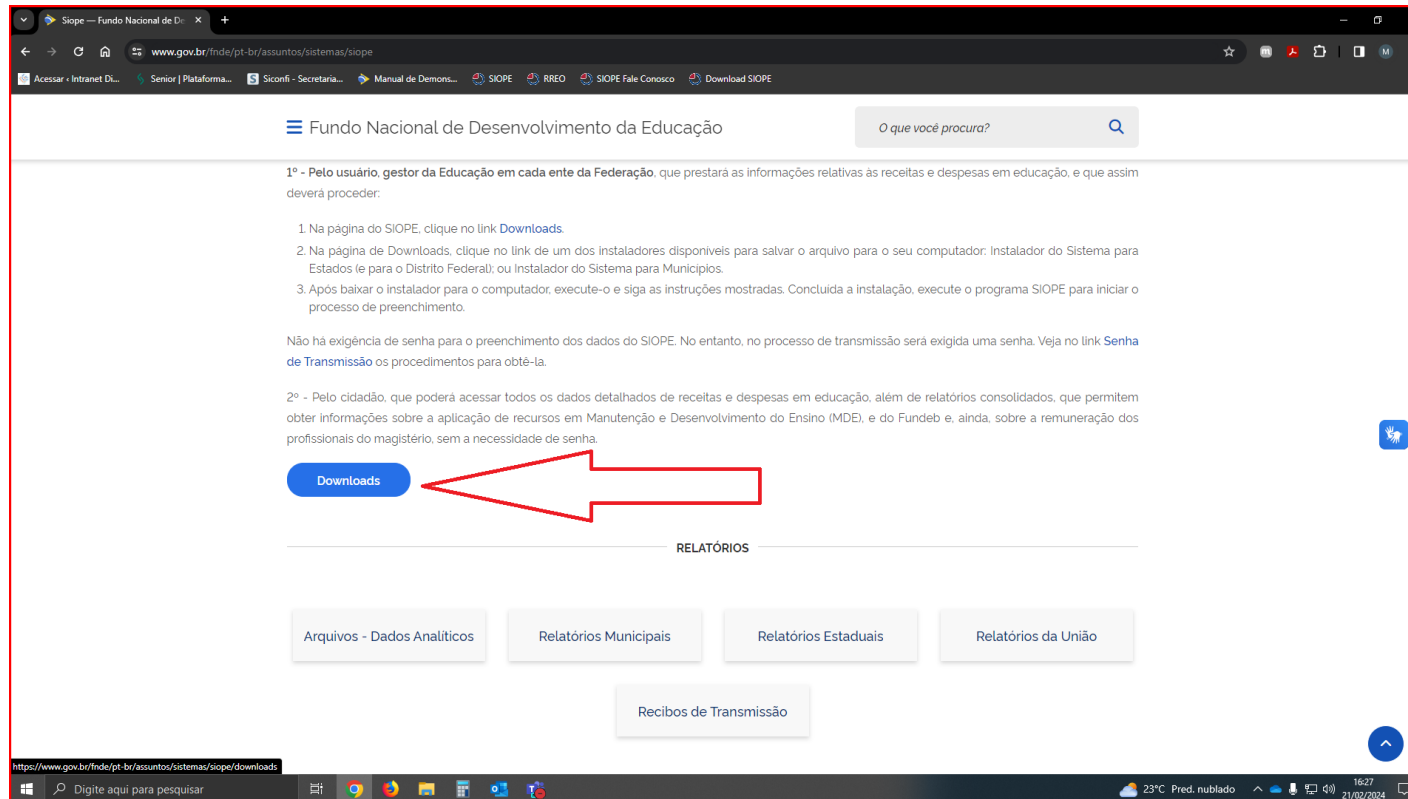 Siope — Fundo Nacional de De
www.gov.br/fnde/pt-br/assuntos/sistemas/siope
M
Acessar ‹ Intranet Di... Senior | Plataforma... Siconfi - Secretaria... Manual de Demons... SIOPE RREO SIOPE Fale Conosco Download SIOPE
Fundo Nacional de Desenvolvimento da Educação
O que você procura?
1º - Pelo usuário, gestor da Educação em cada ente da Federação, que prestará as informações relativas às receitas e despesas em educação, e que assim
deverá proceder:
1. Na página do SIOPE, clique no link Downloads.
2. Na página de Downloads, clique no link de um dos instaladores disponíveis para salvar o arquivo para o seu computador: Instalador do Sistema para
Estados (e para o Distrito Federal); ou Instalador do Sistema para Municípios.
3. Após baixar o instalador para o computador, execute-o e siga as instruções mostradas. Concluída a instalação, execute o programa SIOPE para iniciar o
processo de preenchimento.
Não há exigência de senha para o preenchimento dos dados do SIOPE. No entanto, no processo de transmissão será exigida uma senha. Veja no link Senha
de Transmissão os procedimentos para obtê-la.
2º - Pelo cidadão, que poderá acessar todos os dados detalhados de receitas e despesas em educação, além de relatórios consolidados, que permitem
obter informações sobre a aplicação de recursos em Manutenção e Desenvolvimento do Ensino (MDE), e do Fundeb e, ainda, sobre a remuneração dos
profissionais do magistério, sem a necessidade de senha.
Downloads
RELATÓRIOS
Arquivos - Dados Analíticos
Relatórios Municipais
Relatórios Estaduais
Relatórios da União
Recibos de Transmissão
https://www.gov.br/fnde/pt-br/assuntos/sistemas/siope/downloads
Digite aqui para pesquisar
23°C Pred. nublado
16:27
21/02/2024